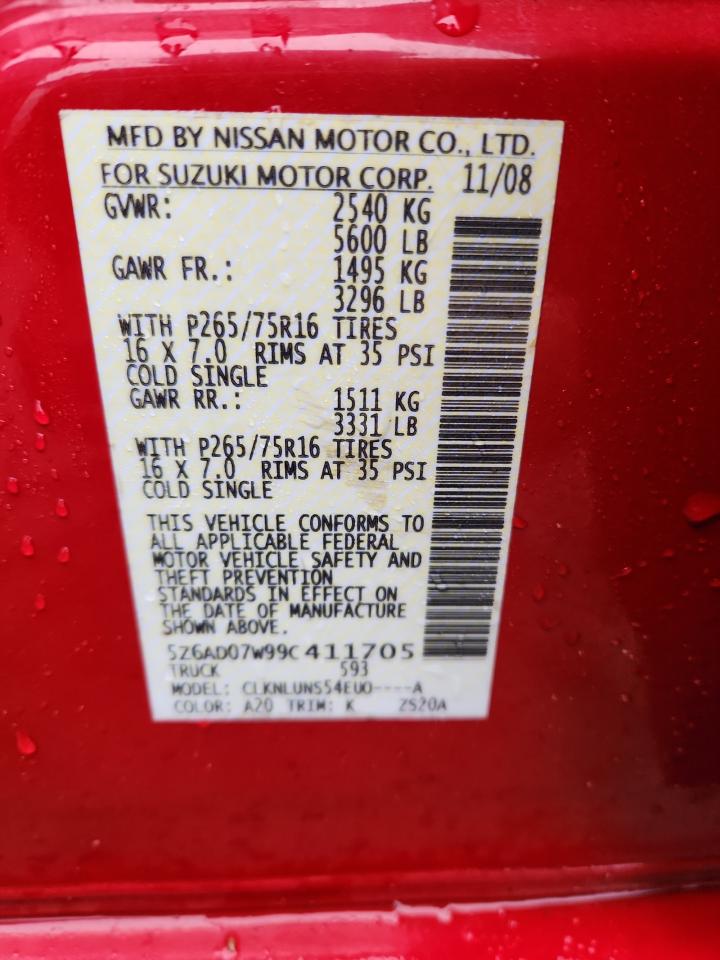 MFD BY NISSAN MOTOR CO., LTD.
FOR SUZUKI MOTOR CORP. 11/08
GVWR: 2540 KG
5600 LB
GAWR FR.: 1495 KG
3296 LB
WITH P265/75R16 TIRES
16 X 7.0 RIMS AT 35 PSI
COLD SINGLE
GAWR RR.: 1511 KG
3331 LB
WITH P265/75R16 TIRES
16 X 7.0 RIMS AT 35 PSI
COLD SINGLE
THIS VEHICLE CONFORMS TO
ALL APPLICABLE FEDERAL
MOTOR VEHICLE SAFETY AND
THEFT PREVENTION
STANDARDS IN EFFECT ON
THE DATE OF MANUFACTURE
SHOWN ABOVE.
5Z6AD07W99C411705
TRUCK 593
MODEL: CLKNLUNS54EU0----A
COLOR: A20 TRIM: K ZS20A